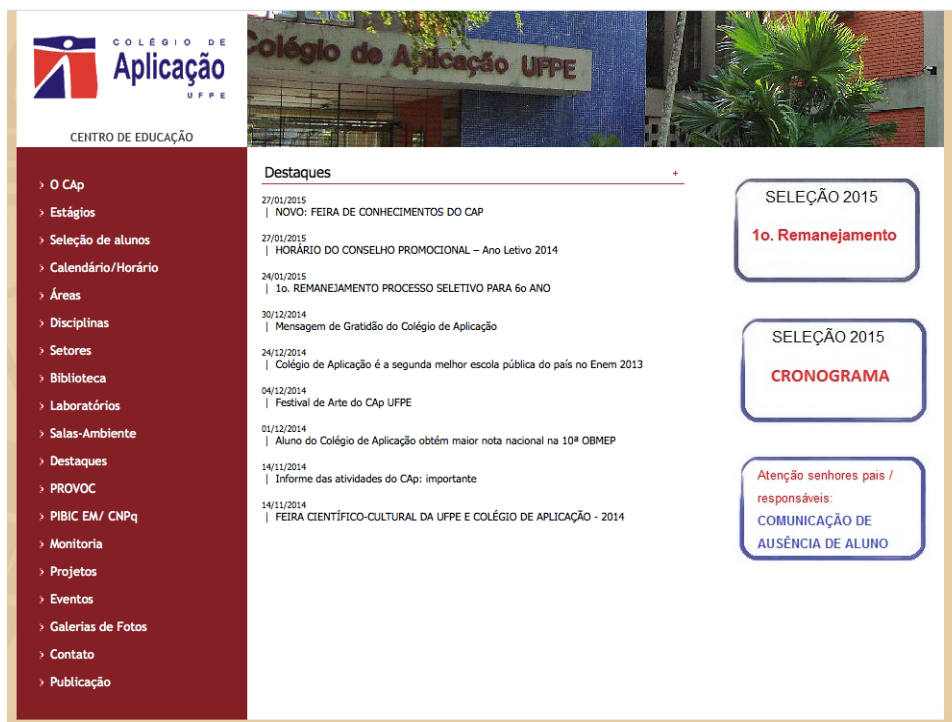 COLÉGIO DE
Aplicação
UFPE
CENTRO DE EDUCAÇÃO
Colégio de Aplicação UFPE
› O CAp
› Estágios
› Seleção de alunos
› Calendário/Horário
› Áreas
› Disciplinas
› Setores
› Biblioteca
› Laboratórios
› Salas-Ambiente
› Destaques
› PROVOC
› PIBIC EM/ CNPq
› Monitoria
› Projetos
› Eventos
› Galerias de Fotos
› Contato
› Publicação
Destaques +
27/01/2015
| NOVO: FEIRA DE CONHECIMENTOS DO CAP
27/01/2015
| HORÁRIO DO CONSELHO PROMOCIONAL – Ano Letivo 2014
24/01/2015
| 1o. REMANEJAMENTO PROCESSO SELETIVO PARA 6o ANO
30/12/2014
| Mensagem de Gratidão do Colégio de Aplicação
24/12/2014
| Colégio de Aplicação é a segunda melhor escola pública do país no Enem 2013
04/12/2014
| Festival de Arte do CAp UFPE
01/12/2014
| Aluno do Colégio de Aplicação obtém maior nota nacional na 10ª OBMEP
14/11/2014
| Informe das atividades do CAp: importante
14/11/2014
| FEIRA CIENTÍFICO-CULTURAL DA UFPE E COLÉGIO DE APLICAÇÃO - 2014
SELEÇÃO 2015
1o. Remanejamento
SELEÇÃO 2015
CRONOGRAMA
Atenção senhores pais /
responsáveis:
COMUNICAÇÃO DE
AUSÊNCIA DE ALUNO